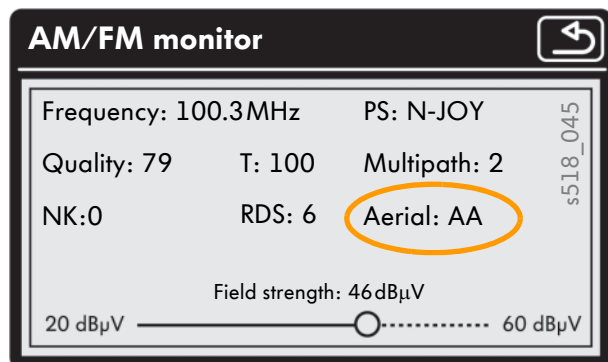 AM/FM monitor
Frequency: 100.3MHz PS: N-JOY
Quality: 79 T: 100 Multipath: 2
NK:0 RDS: 6 Aerial: AA
Field strength: 46dBµV
20 dBµV 60 dBµV
s518_045